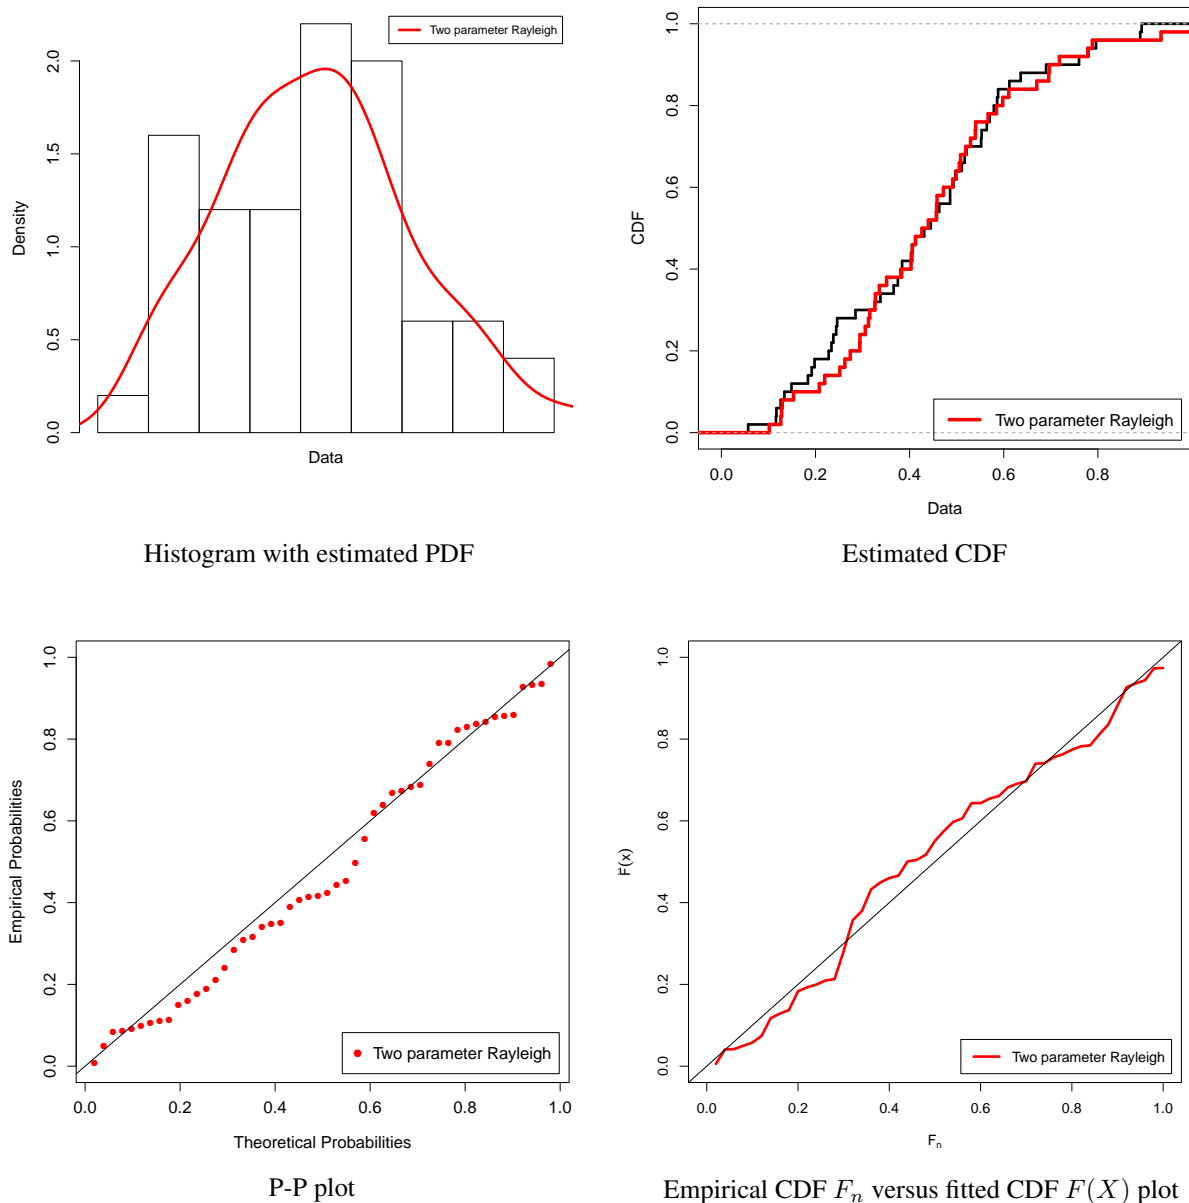 Two parameter Rayleigh
Density
0.0
0.5
1.0
1.5
2.0
Data
Histogram with estimated PDF
CDF
0.0
0.2
0.4
0.6
0.8
1.0
Two parameter Rayleigh
0.0
0.2
0.4
0.6
0.8
Data
Estimated CDF
Empirical Probabilities
0.0
0.2
0.4
0.6
0.8
1.0
Two parameter Rayleigh
0.0
0.2
0.4
0.6
0.8
1.0
Theoretical Probabilities
P-P plot
F(x)
0.0
0.2
0.4
0.6
0.8
1.0
Two parameter Rayleigh
0.0
0.2
0.4
0.6
0.8
1.0
Fn
Empirical CDF Fn versus fitted CDF F(X) plot